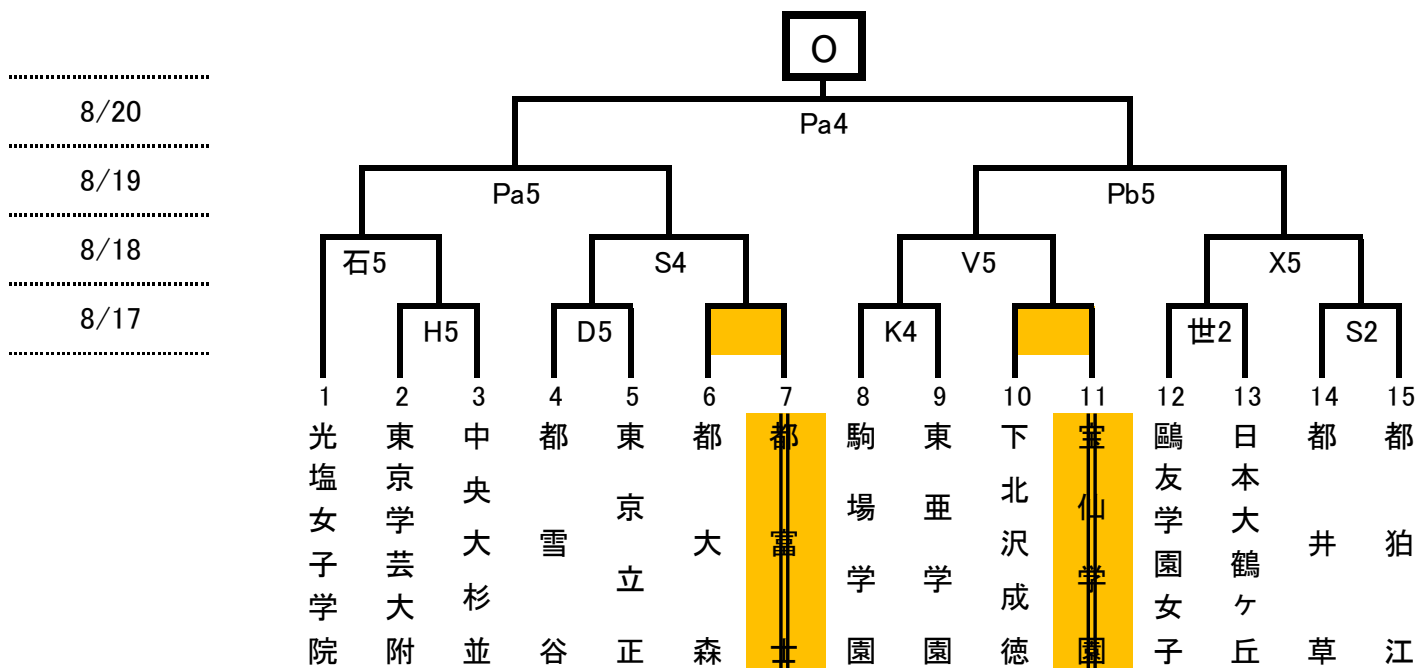 O
8/20
Pa4
8/19
Pa5 Pb5
8/18
石5 S4 V5 X5
8/17
H5 D5 K4 世2 S2
1 2 3 4 5 6 7 8 9 10 11 12 13 14 15
光塩女子学院
東京学芸大附
中央大杉並
都雪谷
東京立正
都大森
都富士
駒場学園
東亜学園
下北沢成徳
宝仙学園
鷗友学園女子
日本大鶴ケ丘
都井草
都狛江